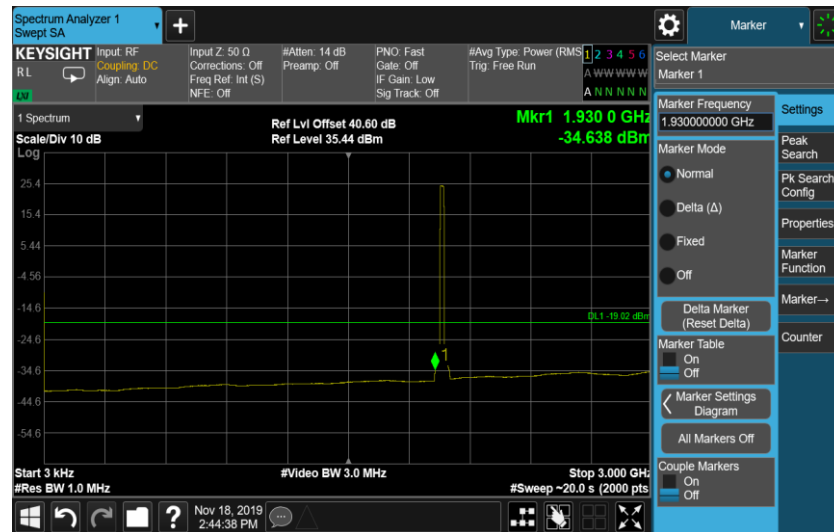 Spectrum Analyzer 1
Swept SA
+
Marker
KEYSIGHT
RL
LXI
Input: RF
Coupling: DC
Align: Auto
Input Z: 50 Ω
Corrections: Off
Freq Ref: Int (S)
NFE: Off
#Atten: 14 dB
Preamp: Off
PNO: Fast
Gate: Off
IF Gain: Low
Sig Track: Off
#Avg Type: Power (RMS
Trig: Free Run
1 2 3 4 5 6
A W W W W W
A N N N N N
1 Spectrum
Scale/Div 10 dB
Log
Ref Lvl Offset 40.60 dB
Ref Level 35.44 dBm
Mkr1 1.930 0 GHz
-34.638 dBm
25.4
15.4
5.44
-4.56
-14.6
-24.6
-34.6
-44.6
-54.6
DL1 -19.02 dBm
1
Start 3 kHz
#Res BW 1.0 MHz
#Video BW 3.0 MHz
Stop 3.000 GHz
#Sweep ~20.0 s (2000 pts)
Nov 18, 2019
2:44:38 PM
?
Select Marker
Marker 1
Marker Frequency
1.930000000 GHz
Marker Mode
Normal
Delta (Δ)
Fixed
Off
Delta Marker
(Reset Delta)
Marker Table
On
Off
Marker Settings
Diagram
All Markers Off
Couple Markers
On
Off
Settings
Peak
Search
Pk Search
Config
Properties
Marker
Function
Marker→
Counter